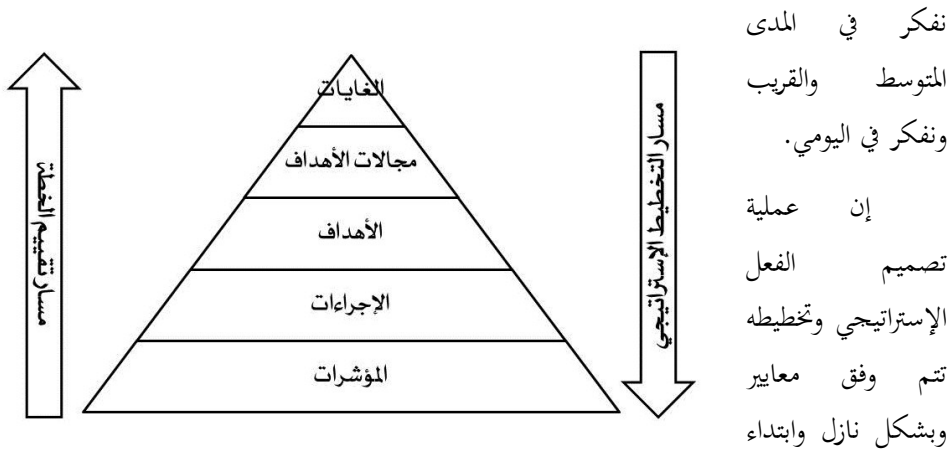 نفكر في المدى
المتوسط والقريب
ونفكر في اليومي.
إن عملية
تصميم الفعل
الإستراتيجي وتخطيطه
تتم وفق معايير
وبشكل نازل وابتداء
مسار التخطيط الإستراتيجي
الغايات
مجالات الأهداف
الأهداف
الإجراءات
المؤشرات
مسار تقييم الخطة